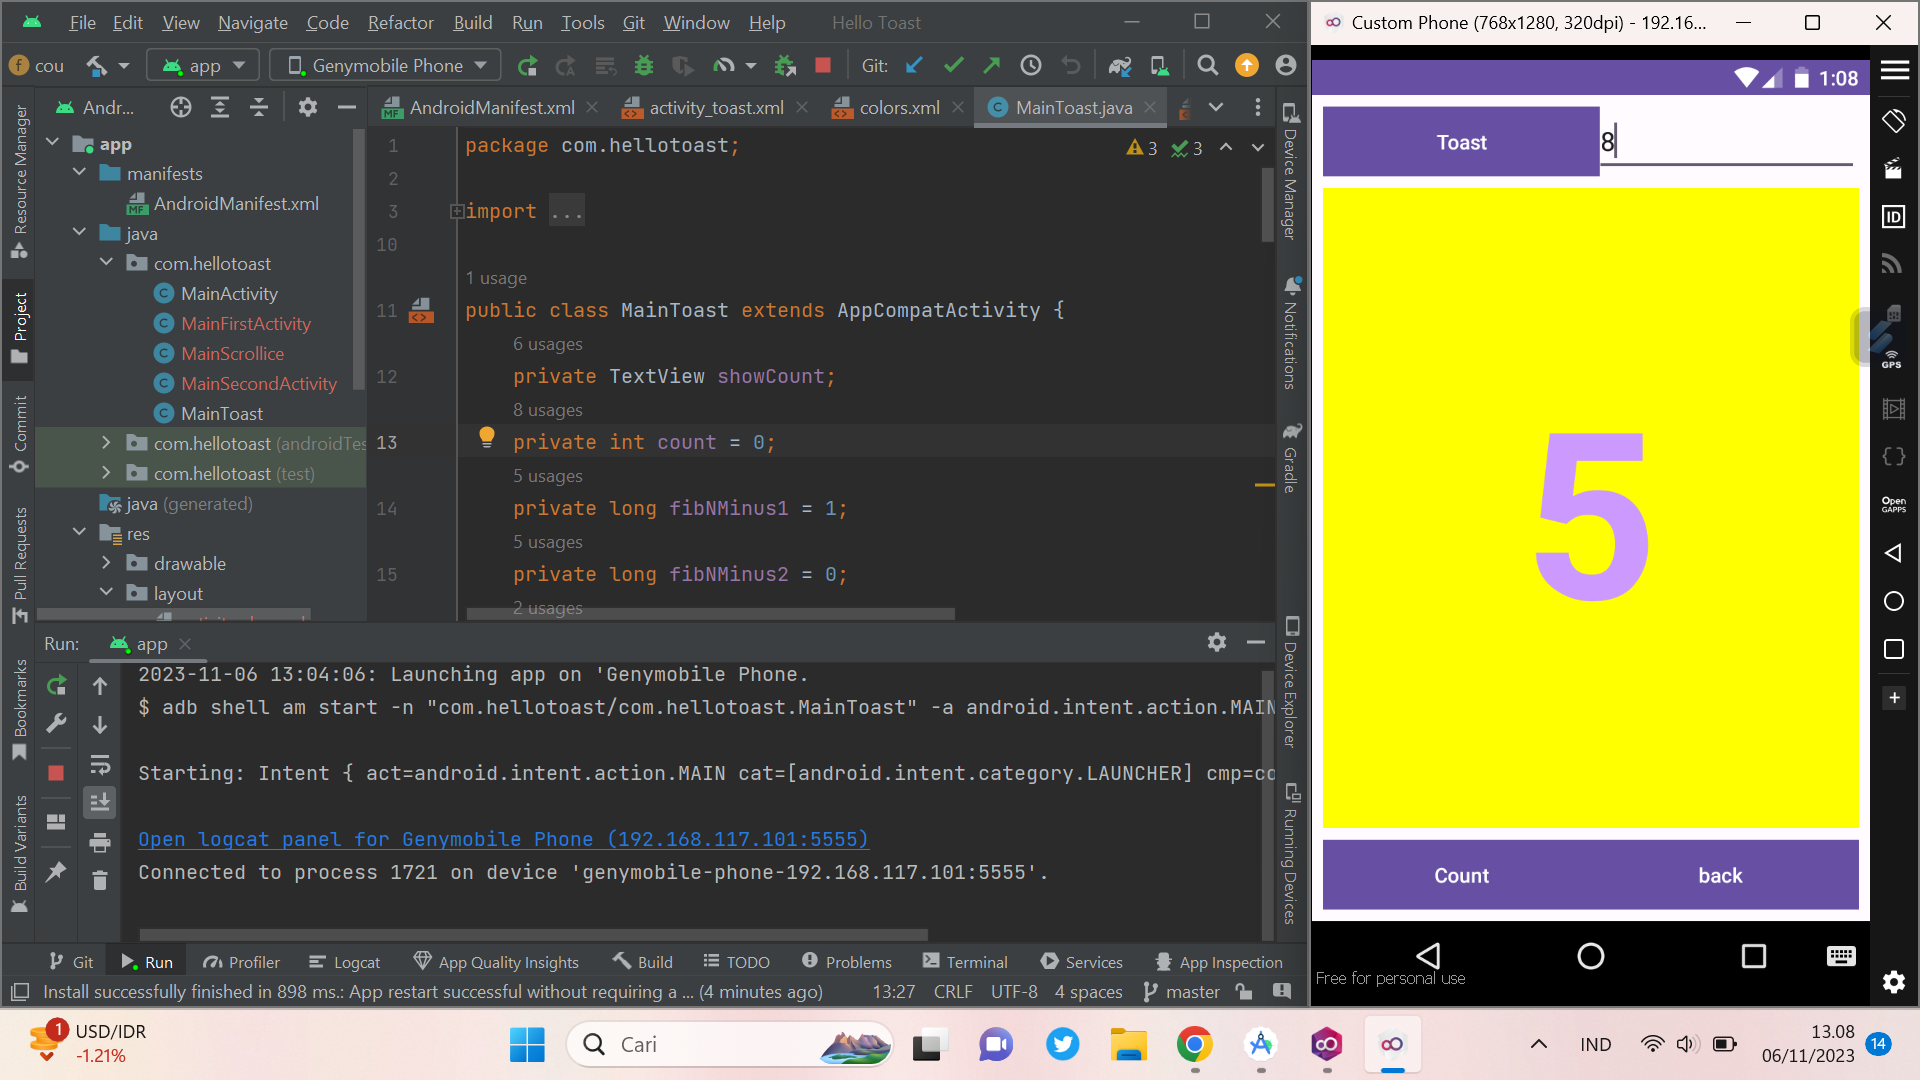 File Edit View Navigate Code Refactor Build Run Tools Git Window Help Hello Toast
cou app Genymobile Phone Git:
Andr... AndroidManifest.xml activity_toast.xml colors.xml MainToast.java
Resource Manager
Project
Commit
Pull Requests
Bookmarks
Build Variants
app
manifests
AndroidManifest.xml
java
com.hellotoast
MainActivity
MainFirstActivity
MainScrollice
MainSecondActivity
MainToast
com.hellotoast (androidTes
com.hellotoast (test)
java (generated)
res
drawable
layout
1 package com.hellotoast;
3 3
2
3 import ...
10
1 usage
11 public class MainToast extends AppCompatActivity {
6 usages
12 private TextView showCount;
8 usages
13 private int count = 0;
5 usages
14 private long fibNMinus1 = 1;
5 usages
15 private long fibNMinus2 = 0;
2 usages
Device Manager
Notifications
Gradle
Device Explorer
Running Devices
Run: app
2023-11-06 13:04:06: Launching app on 'Genymobile Phone.
$ adb shell am start -n "com.hellotoast/com.hellotoast.MainToast" -a android.intent.action.MAIN
Starting: Intent { act=android.intent.action.MAIN cat=[android.intent.category.LAUNCHER] cmp=co
Open logcat panel for Genymobile Phone (192.168.117.101:5555)
Connected to process 1721 on device 'genymobile-phone-192.168.117.101:5555'.
Git Run Profiler Logcat App Quality Insights Build TODO Problems Terminal Services App Inspection
Install successfully finished in 898 ms.: App restart successful without requiring a ... (4 minutes ago) 13:27 CRLF UTF-8 4 spaces master
Custom Phone (768x1280, 320dpi) - 192.16...
1:08
Toast 8
5
Count back
Free for personal use
ID
GPS
Open GAPPS
1 USD/IDR
-1.21%
Cari
IND
13.08
06/11/2023
14